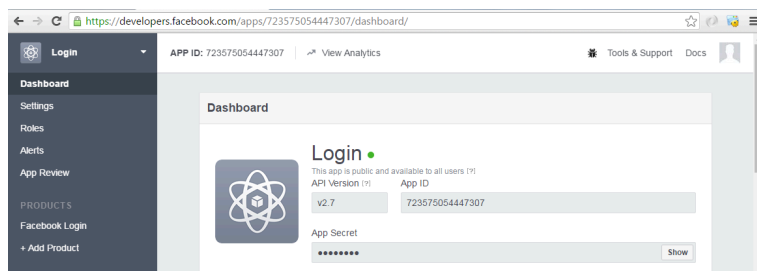 https://developers.facebook.com/apps/723575054447307/dashboard/
Login
APP ID: 723575054447307
View Analytics
Tools & Support
Docs
Dashboard
Settings
Roles
Alerts
App Review
PRODUCTS
Facebook Login
+ Add Product
Dashboard
Login
This app is public and available to all users [?]
API Version [?]
App ID
v2.7
723575054447307
App Secret
●●●●●●●●
Show